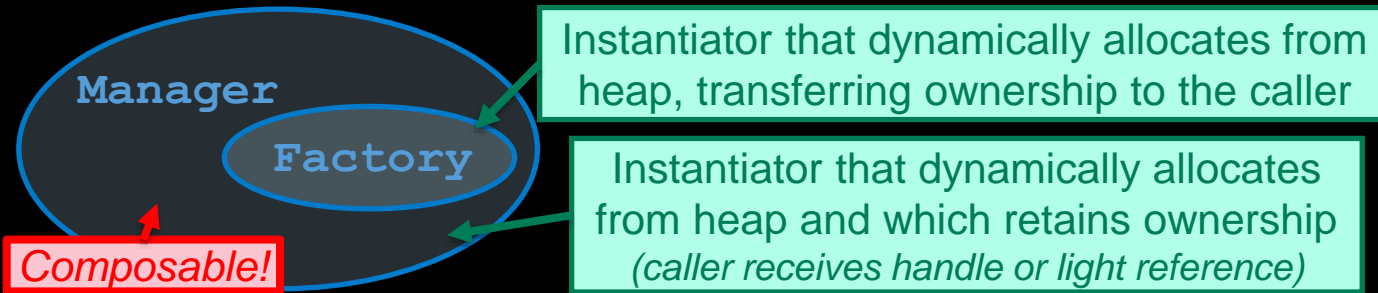 Manager
Factory
Composable!
Instantiator that dynamically allocates from
heap, transferring ownership to the caller
Instantiator that dynamically allocates
from heap and which retains ownership
(caller receives handle or light reference)